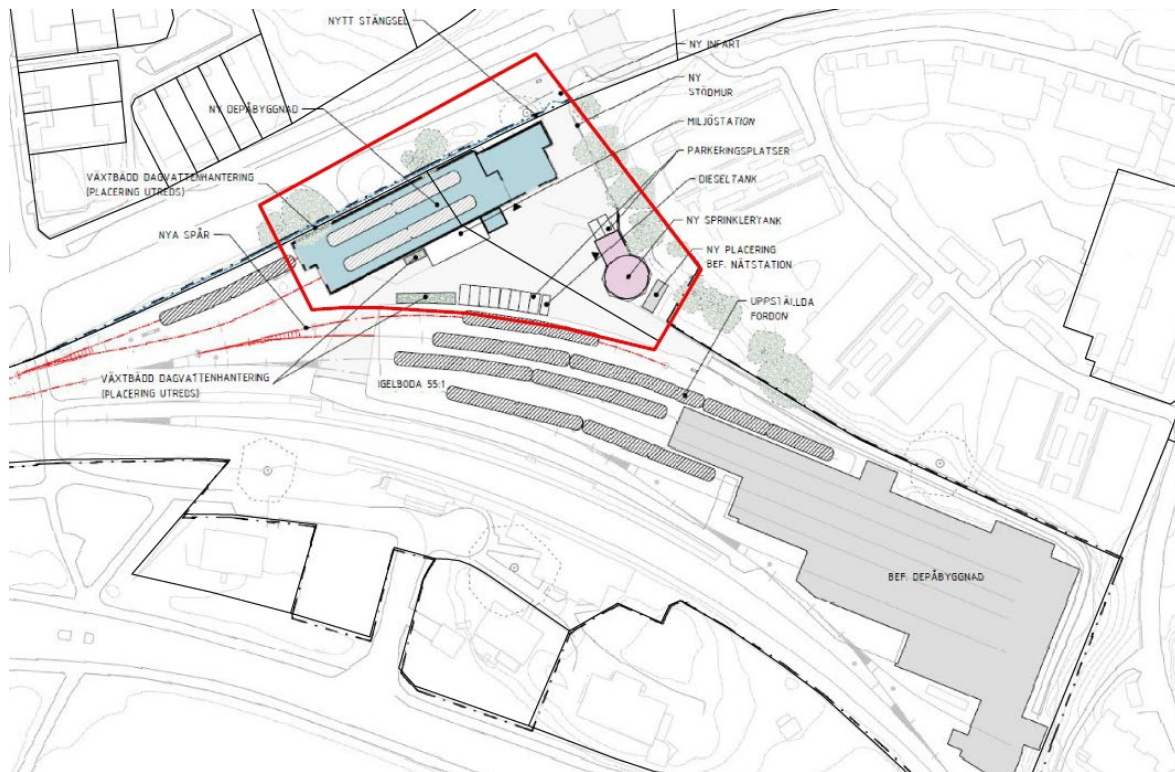 NYTT STÄNGSEL
NY INFART
NY
STÖDMUR
NY DEPÅBYGGNAD
MILJÖSTATION
PARKERINGSPLATSER
DIESELTANK
VÄXTBÄDD DAGVATTENHANTERING
(PLACERING UTREDS)
NY SPRINKLERTANK
NYA SPÅR
NY PLACERING
BEF. NÄTSTATION
UPPSTÄLLDA
FORDON
VÄXTBÄDD DAGVATTENHANTERING
(PLACERING UTREDS)
IGELBODA 55:1
BEF. DEPÅBYGGNAD